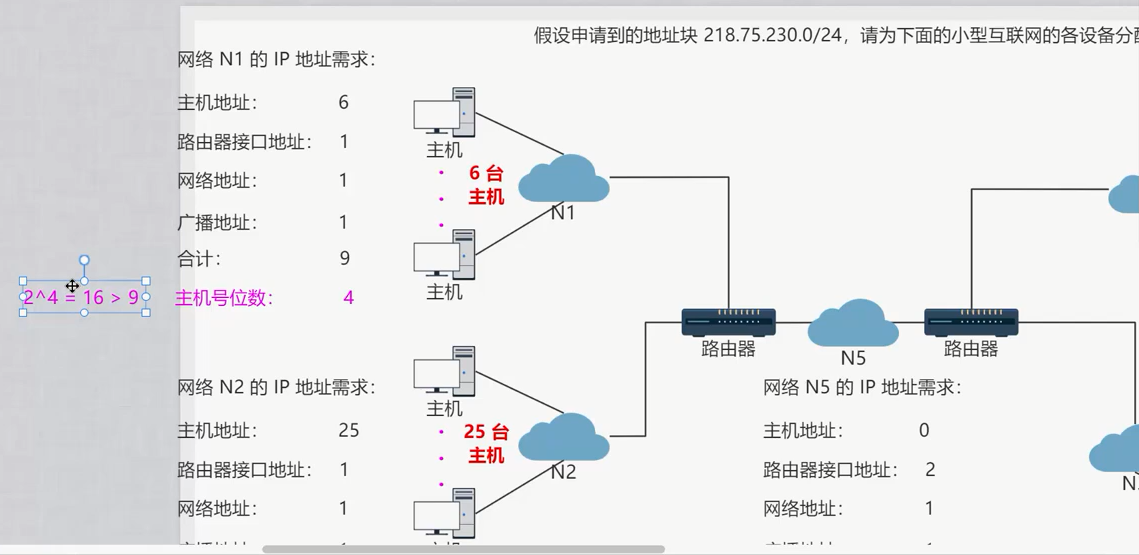 假设申请到的地址块 218.75.230.0/24，请为下面的小型互联网的各设备分
网络 N1 的 IP 地址需求：
主机地址： 6
路由器接口地址： 1
网络地址： 1
广播地址： 1
合计： 9
2^4 = 16 > 9
主机号位数： 4
主机
6 台
主机
N1
主机
路由器
N5
路由器
网络 N2 的 IP 地址需求：
主机地址： 25
路由器接口地址： 1
网络地址： 1
主机
25 台
主机
N2
网络 N5 的 IP 地址需求：
主机地址： 0
路由器接口地址： 2
网络地址： 1